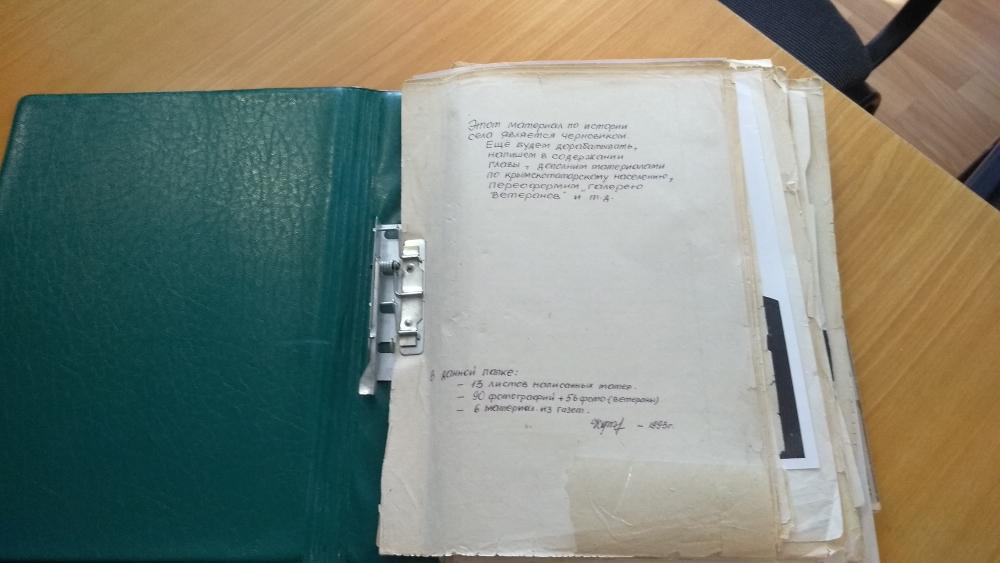 Этот материал по истории
села является черновиком.
Ещё будем дорабатывать,
напишем в содержании
главы, дополним материалами
по крымскотатарскому населению,
переоформим "галерею
ветеранов" и т.д.
В данной папке:
– 13 листов написанных матер.
– 90 фотографий + 56 фото (ветераны)
– 6 материал. из газет.
– 1993г.